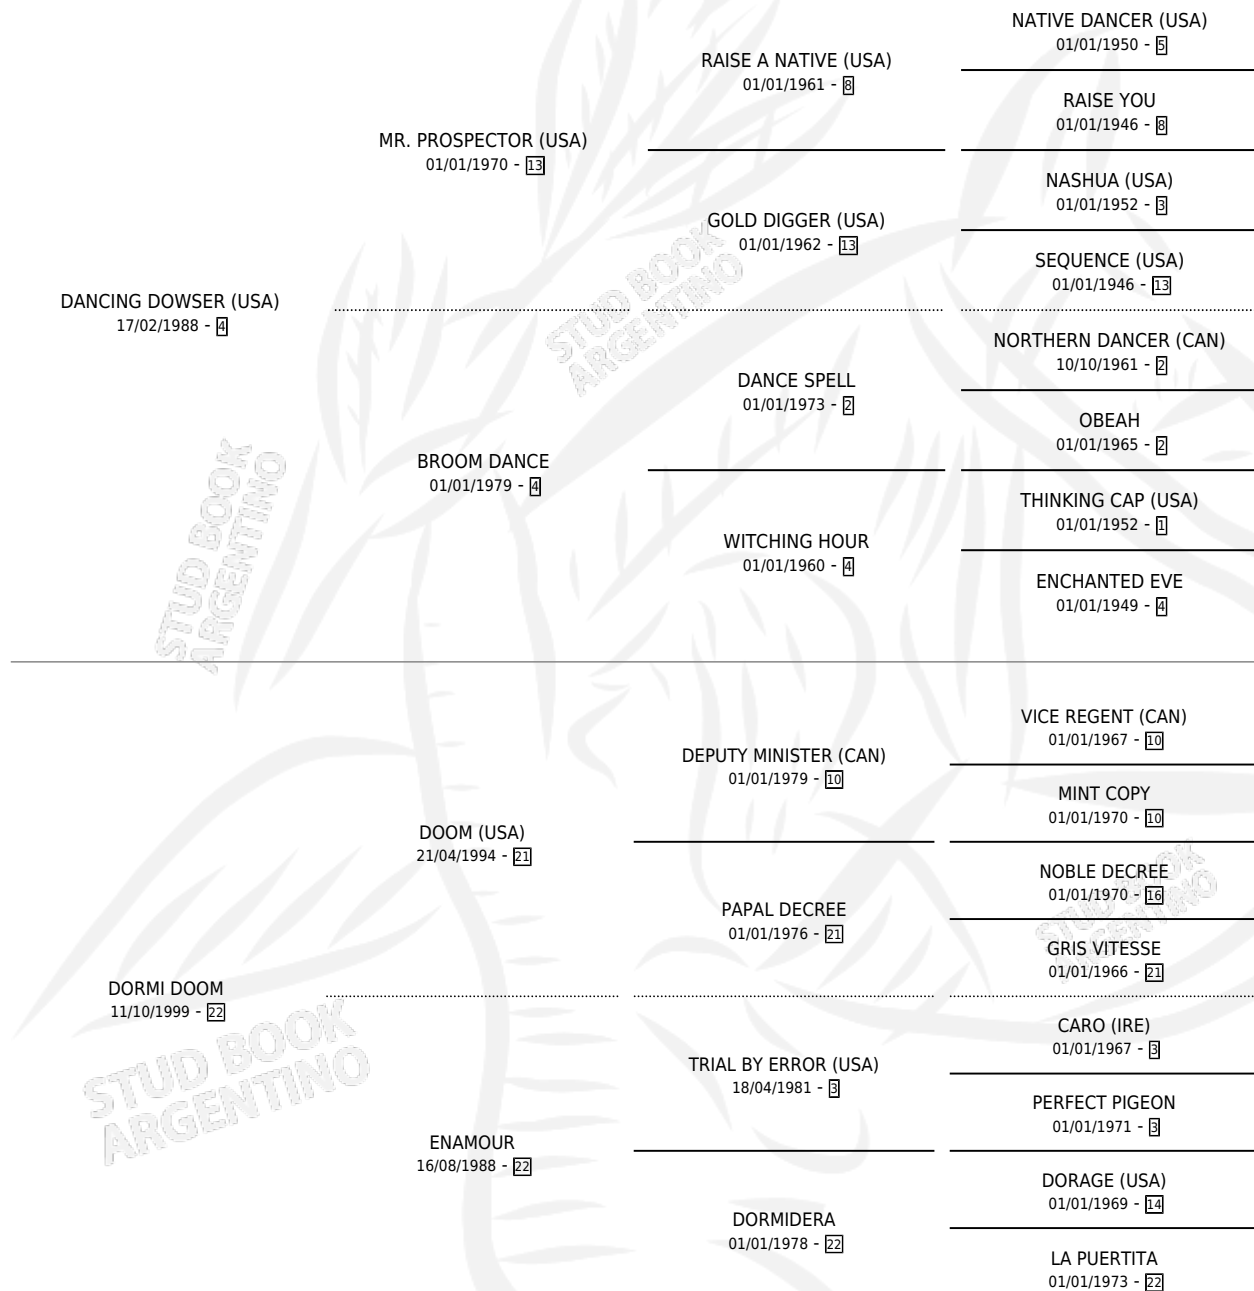 NATIVE DANCER (USA)
01/01/1950 - 5
RAISE A NATIVE (USA)
01/01/1961 - 8
RAISE YOU
01/01/1946 - 8
MR. PROSPECTOR (USA)
01/01/1970 - 13
NASHUA (USA)
01/01/1952 - 3
GOLD DIGGER (USA)
01/01/1962 - 13
SEQUENCE (USA)
01/01/1946 - 13
DANCING DOWSER (USA)
17/02/1988 - 4
NORTHERN DANCER (CAN)
10/10/1961 - 2
DANCE SPELL
01/01/1973 - 2
OBEAH
01/01/1965 - 2
BROOM DANCE
01/01/1979 - 4
THINKING CAP (USA)
01/01/1952 - 1
WITCHING HOUR
01/01/1960 - 4
ENCHANTED EVE
01/01/1949 - 4
VICE REGENT (CAN)
01/01/1967 - 10
DEPUTY MINISTER (CAN)
01/01/1979 - 10
MINT COPY
01/01/1970 - 10
DOOM (USA)
21/04/1994 - 21
NOBLE DECREE
01/01/1970 - 16
PAPAL DECREE
01/01/1976 - 21
GRIS VITESSE
01/01/1966 - 21
DORMI DOOM
11/10/1999 - 22
CARO (IRE)
01/01/1967 - 3
TRIAL BY ERROR (USA)
18/04/1981 - 3
PERFECT PIGEON
01/01/1971 - 3
ENAMOUR
16/08/1988 - 22
DORAGE (USA)
01/01/1969 - 14
DORMIDERA
01/01/1978 - 22
LA PUERTITA
01/01/1973 - 22
STUD BOOK
ARGENTINO
STUD BOOK
ARGENTINO
STUD BOOK
ARGENTINO
STUD BOOK
ARGENTINO